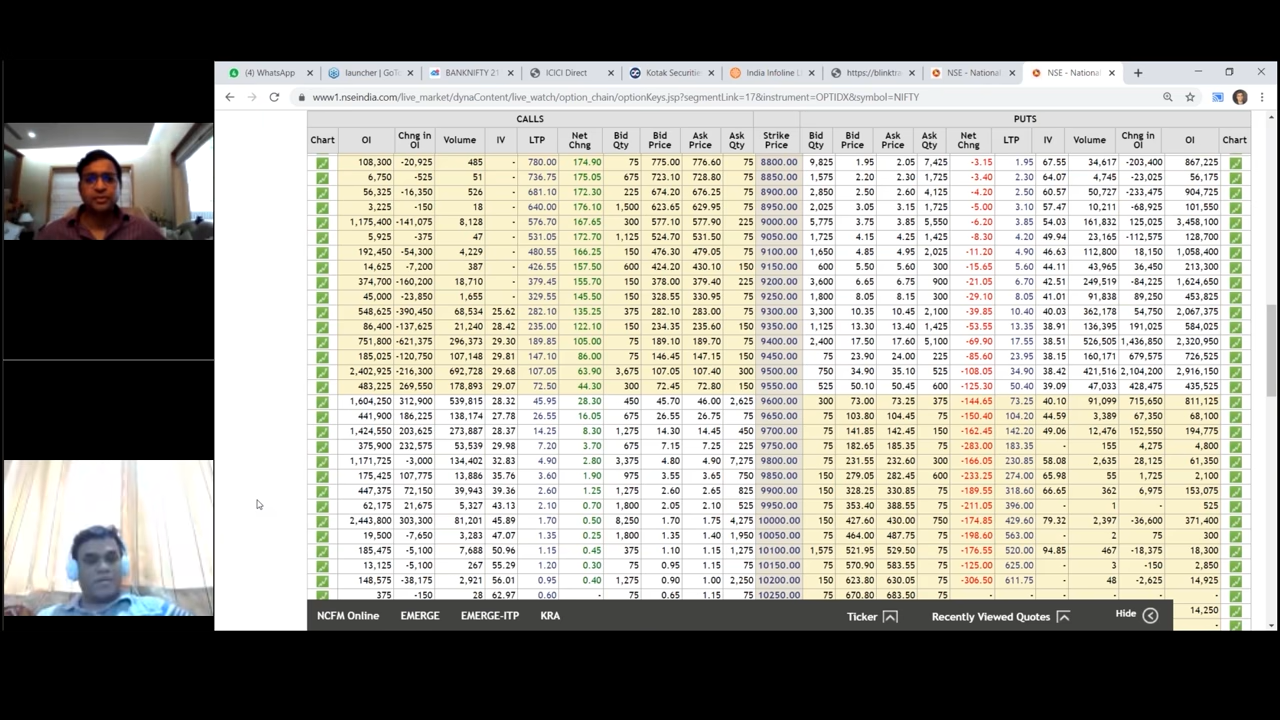 (4) WhatsApp launcher | GoTo BANKNIFTY 21 ICICI Direct Kotak Securitie India Infoline L https://blinktra NSE - National NSE - National
www1.nseindia.com/live_market/dynaContent/live_watch/option_chain/optionKeys.jsp?segmentLink=17&instrument=OPTIDX&symbol=NIFTY
CALLS PUTS
Chart OI Chng in OI Volume IV LTP Net Chng Bid Qty Bid Price Ask Price Ask Qty Strike Price Bid Qty Bid Price Ask Price Ask Qty Net Chng LTP IV Volume Chng in OI OI Chart
108,300 -20,925 485 - 780.00 174.90 75 775.00 776.60 75 8800.00 9,825 1.95 2.05 7,425 -3.15 1.95 67.55 34,617 -203,400 867,225
6,750 -525 51 - 736.75 175.05 675 723.10 728.80 75 8850.00 1,575 2.20 2.30 1,725 -3.40 2.30 64.07 4,745 -23,025 56,175
56,325 -16,350 526 - 681.10 172.30 225 674.20 676.25 75 8900.00 2,850 2.50 2.60 4,125 -4.20 2.50 60.57 50,727 -233,475 904,725
3,225 -150 18 - 640.00 176.10 1,500 623.65 629.95 75 8950.00 2,025 3.05 3.15 1,725 -5.00 3.10 57.47 10,211 -68,925 101,550
1,175,400 -141,075 8,128 - 576.70 167.65 300 577.10 577.90 225 9000.00 5,775 3.75 3.85 5,550 -6.20 3.85 54.03 161,832 125,025 3,458,100
5,925 -375 47 - 531.05 172.70 1,125 524.70 531.50 75 9050.00 1,725 4.15 4.25 1,425 -8.30 4.20 49.94 23,165 -112,575 128,700
192,450 -54,300 4,229 - 480.55 166.25 150 476.30 479.05 75 9100.00 1,650 4.85 4.95 2,025 -11.20 4.90 46.63 112,800 18,150 1,058,400
14,625 -7,200 387 - 426.55 157.50 600 424.20 430.10 150 9150.00 600 5.50 5.60 300 -15.65 5.60 44.11 43,965 36,450 213,300
374,700 -160,200 18,710 - 379.45 155.70 150 378.00 379.40 225 9200.00 3,600 6.65 6.75 900 -21.05 6.70 42.51 249,519 -84,225 1,624,650
45,000 -23,850 1,655 - 329.55 145.50 150 328.55 330.95 75 9250.00 1,800 8.05 8.15 300 -29.10 8.05 41.01 91,838 89,250 453,825
548,625 -390,450 68,534 25.62 282.10 135.25 375 282.10 283.00 75 9300.00 3,300 10.35 10.45 2,100 -39.85 10.40 40.03 362,178 54,750 2,067,375
86,400 -137,625 21,240 28.42 235.00 122.10 150 234.35 235.60 150 9350.00 1,125 13.30 13.40 1,425 -53.55 13.35 38.91 136,395 191,025 584,025
751,800 -621,375 296,373 29.30 189.85 105.00 75 189.10 189.70 75 9400.00 2,400 17.50 17.60 5,100 -69.90 17.55 38.51 526,505 1,436,850 2,320,950
185,025 -120,750 107,148 29.81 147.10 86.00 75 146.45 147.15 150 9450.00 75 23.90 24.00 225 -85.60 23.95 38.15 160,171 679,575 726,525
2,402,925 -216,300 692,728 29.68 107.05 63.90 3,675 107.05 107.40 300 9500.00 750 34.90 35.10 525 -108.05 34.90 38.42 421,516 2,104,200 2,916,150
483,225 269,550 178,893 29.07 72.50 44.30 300 72.45 72.80 150 9550.00 525 50.10 50.45 600 -125.30 50.40 39.09 47,033 428,475 435,525
1,604,250 312,900 539,815 28.32 45.95 28.30 450 45.70 46.00 2,625 9600.00 300 73.00 73.25 375 -144.65 73.25 40.10 91,099 715,650 811,125
441,900 186,225 138,174 27.78 26.55 16.05 675 26.55 26.75 75 9650.00 75 103.80 104.45 75 -150.40 104.20 44.59 3,389 67,350 68,100
1,424,550 203,625 273,887 28.37 14.25 8.30 1,275 14.30 14.45 450 9700.00 75 141.85 142.45 150 -162.45 142.20 49.06 12,476 152,550 194,775
375,900 232,575 53,539 29.98 7.20 3.70 675 7.15 7.25 225 9750.00 75 182.65 185.35 75 -283.00 183.35 - 155 4,275 4,800
1,171,725 -3,000 134,402 32.83 4.90 2.80 3,375 4.80 4.90 7,275 9800.00 75 231.55 232.60 300 -166.05 230.85 58.08 2,635 28,125 61,350
175,425 107,775 13,886 35.76 3.60 1.90 975 3.55 3.65 750 9850.00 150 279.05 282.45 600 -233.25 274.00 65.98 55 1,725 2,100
447,375 72,150 39,943 39.36 2.60 1.25 1,275 2.60 2.65 825 9900.00 75 328.25 330.85 75 -189.55 318.60 66.65 362 6,975 153,075
62,175 21,675 5,327 43.13 2.10 0.70 1,800 2.05 2.10 75 9950.00 75 353.40 388.55 75 -211.05 396.00 - 1 - 525
2,443,800 303,300 81,201 45.89 1.70 0.50 8,250 1.70 1.75 4,275 10000.00 150 427.60 430.00 750 -174.85 429.60 79.32 2,397 -36,600 371,400
19,500 -7,650 3,283 47.07 1.15 0.25 1,800 1.35 1.40 1,950 10050.00 75 464.00 487.75 75 -198.60 563.00 - 2 75 300
185,475 -5,100 7,688 50.96 1.15 0.45 375 1.10 1.15 1,275 10100.00 1,575 521.95 529.50 75 -176.55 520.00 94.85 467 -18,375 18,300
13,125 -5,100 267 55.29 1.20 0.30 75 0.95 1.15 75 10150.00 75 570.90 583.55 75 -125.00 625.00 - 3 -150 2,850
148,575 -38,175 2,921 56.01 0.95 0.40 1,275 0.90 1.00 2,250 10200.00 150 623.80 630.05 150 -306.50 611.75 - 48 -2,625 14,925
375 -150 28 62.97 0.60 - 75 0.65 1.15 75 10250.00 75 670.80 683.50 75 - - - - - -
14,250
NCFM Online EMERGE EMERGE-ITP KRA Ticker Recently Viewed Quotes Hide